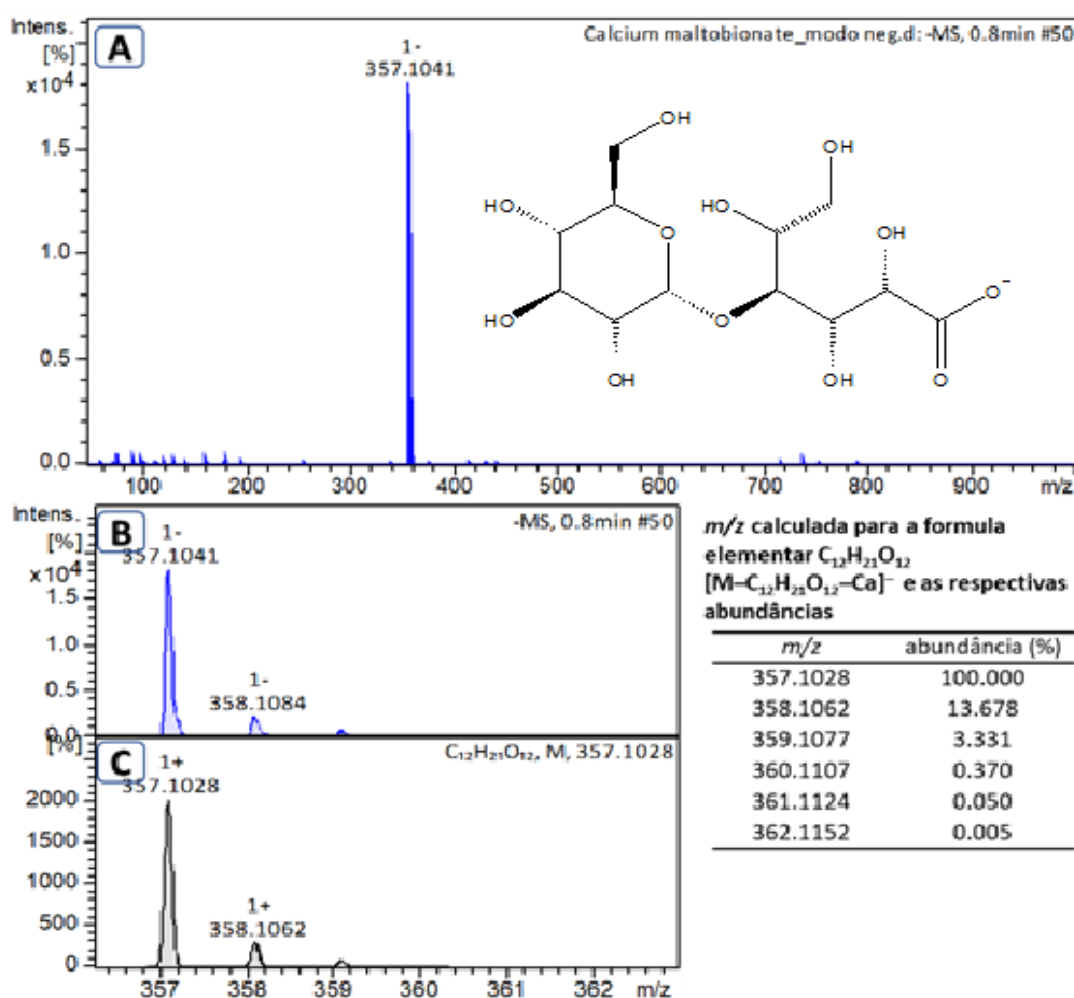 Intens.
[%]
x10⁴
1.5
1.0
0.5
0.0
A
Calcium maltobionate_modo neg.d: -MS, 0.8min #50
1-
357.1041
OH
HO
HO
OH
O
O
HO
OH
OH
OH
O⁻
O
100 200 300 400 500 600 700 800 900 m/z
Intens.
[%]
x10⁴
1.5
1.0
0.5
0.0
B
-MS, 0.8min #50
1-
357.1041
1-
358.1084
[%]
2000
1500
1000
500
0
C
C₁₂H₂₁O₁₂, M, 357.1028
1+
357.1028
1+
358.1062
357 358 359 360 361 362 m/z
m/z calculada para a formula
elementar C₁₂H₂₁O₁₂
[M–C₁₂H₂₁O₁₂–Ca]⁻ e as respectivas
abundâncias
m/z abundância (%)
357.1028 100.000
358.1062 13.678
359.1077 3.331
360.1107 0.370
361.1124 0.050
362.1152 0.005